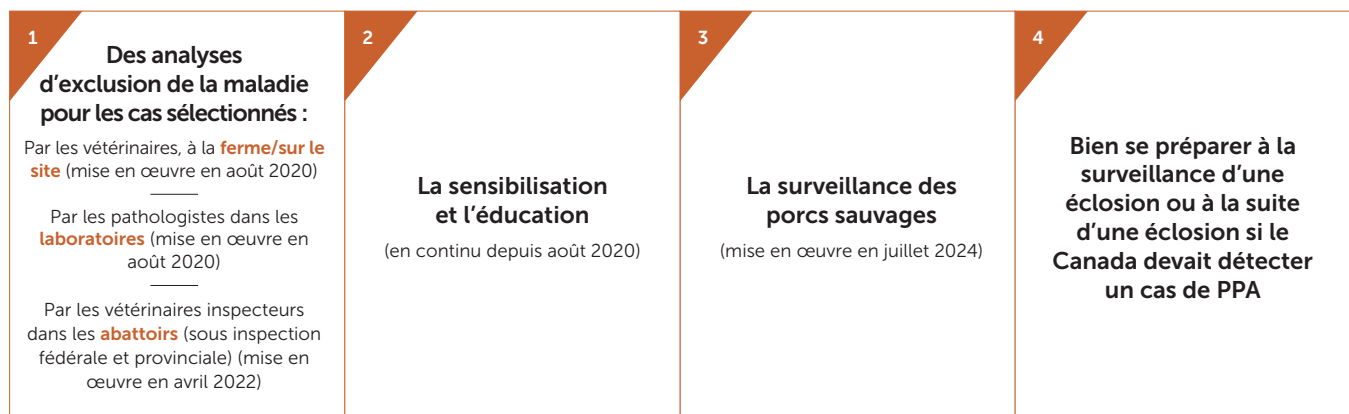 1
Des analyses
d'exclusion de la maladie
pour les cas sélectionnés :
Par les vétérinaires, à la ferme/sur le
site (mise en œuvre en août 2020)
Par les pathologistes dans les
laboratoires (mise en œuvre en
août 2020)
Par les vétérinaires inspecteurs
dans les abattoirs (sous inspection
fédérale et provinciale) (mise en
œuvre en avril 2022)
2
La sensibilisation
et l'éducation
(en continu depuis août 2020)
3
La surveillance des
porcs sauvages
(mise en œuvre en juillet 2024)
4
Bien se préparer à la
surveillance d'une
éclosion ou à la suite
d'une éclosion si le
Canada devait détecter
un cas de PPA